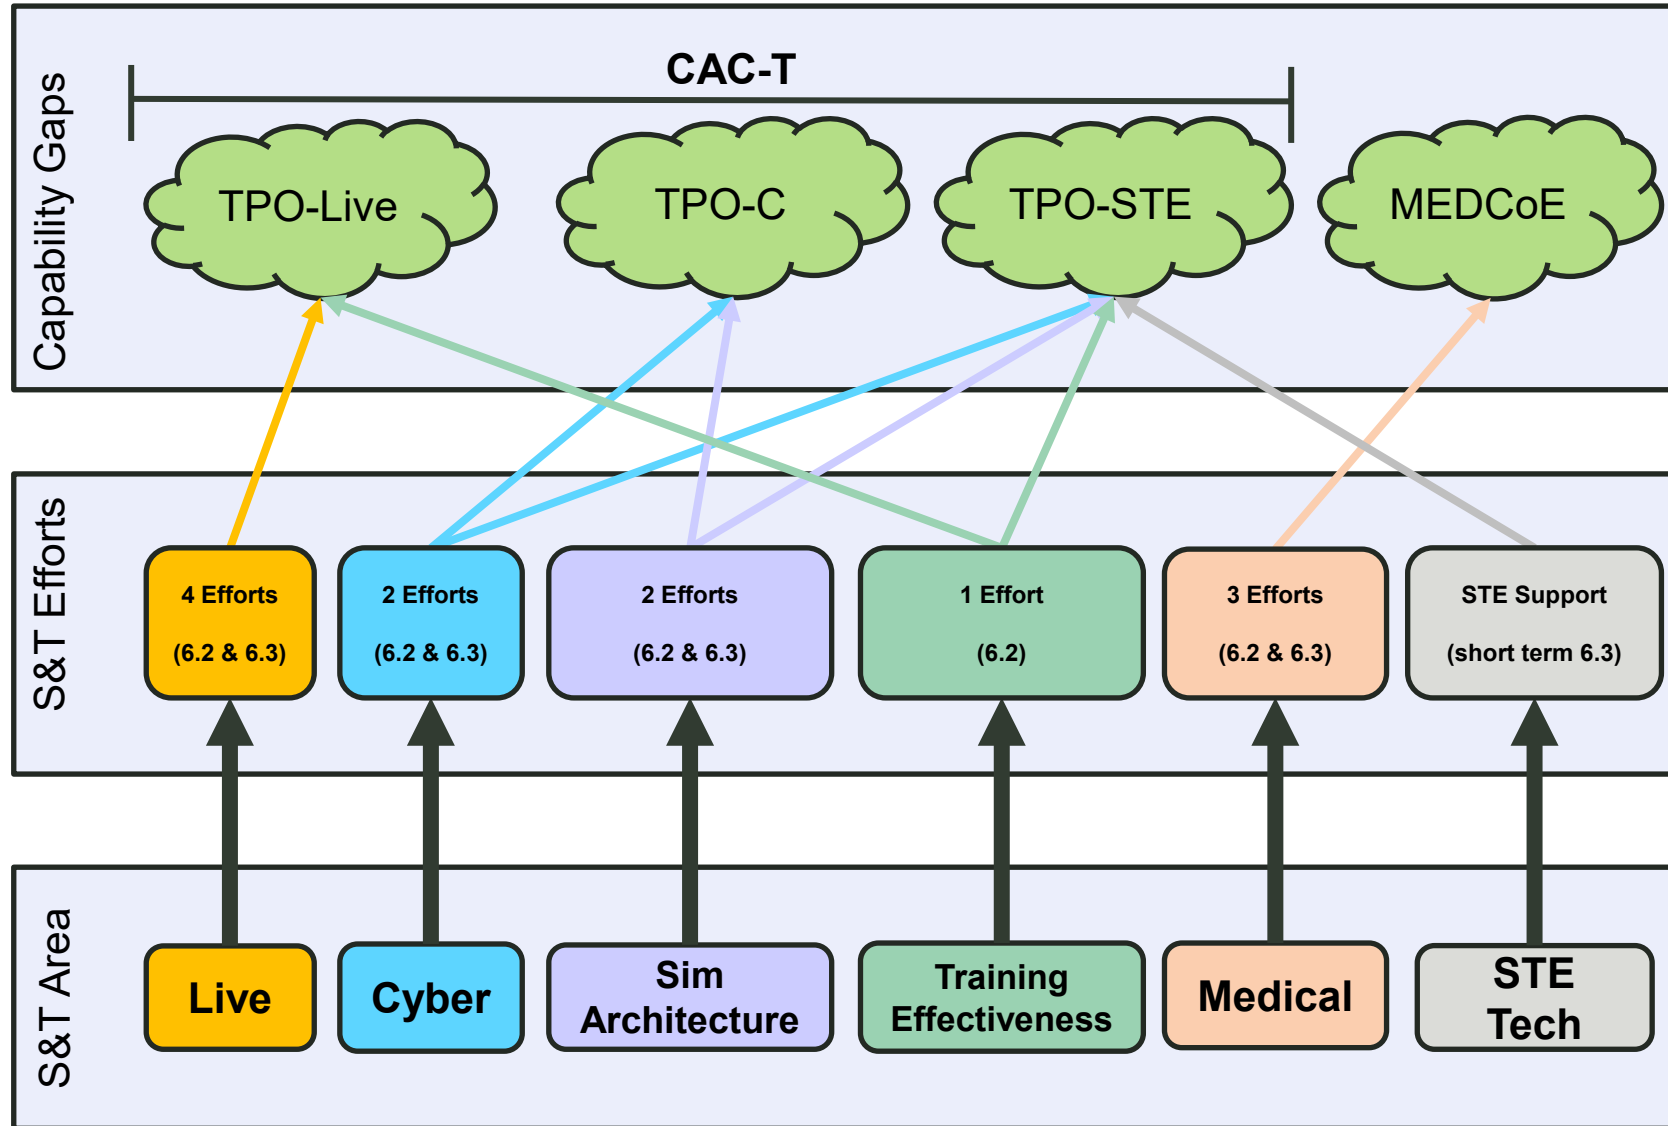 Capability Gaps
CAC-T
TPO-Live
TPO-C
TPO-STE
MEDCoE
S&T Efforts
4 Efforts
(6.2 & 6.3)
2 Efforts
(6.2 & 6.3)
2 Efforts
(6.2 & 6.3)
1 Effort
(6.2)
3 Efforts
(6.2 & 6.3)
STE Support
(short term 6.3)
S&T Area
Live
Cyber
Sim
Architecture
Training
Effectiveness
Medical
STE
Tech